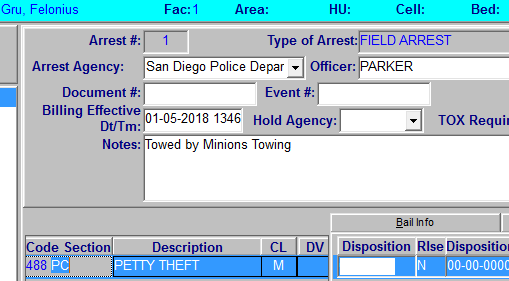 Gru, Felonius Fac: 1 Area: HU: Cell: Bed:
Arrest #: 1 Type of Arrest: FIELD ARREST
Arrest Agency: San Diego Police Depar Officer: PARKER
Document #: Event #:
Billing Effective
Dt/Tm: 01-05-2018 1346 Hold Agency: TOX Requir
Notes: Towed by Minions Towing
Bail Info
Code Section Description CL DV Disposition Rlse Disposition
488 PC PETTY THEFT M N 00-00-0000